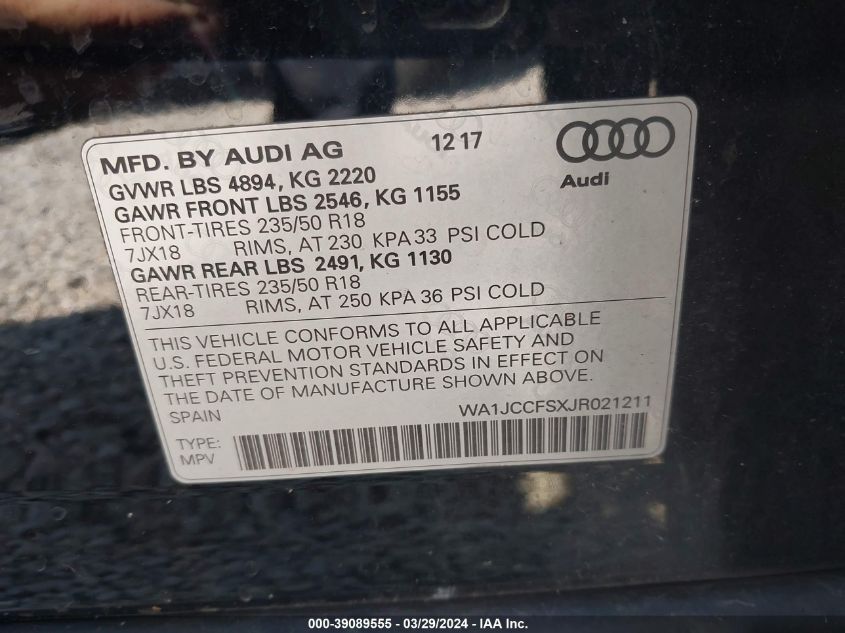 MFD. BY AUDI AG 12 17
Audi
GVWR LBS 4894, KG 2220
GAWR FRONT LBS 2546, KG 1155
FRONT-TIRES 235/50 R18
7JX18 RIMS, AT 230 KPA 33 PSI COLD
GAWR REAR LBS 2491, KG 1130
REAR-TIRES 235/50 R18
7JX18 RIMS, AT 250 KPA 36 PSI COLD
THIS VEHICLE CONFORMS TO ALL APPLICABLE
U.S. FEDERAL MOTOR VEHICLE SAFETY AND
THEFT PREVENTION STANDARDS IN EFFECT ON
THE DATE OF MANUFACTURE SHOWN ABOVE.
SPAIN WA1JCCFSXJR021211
TYPE:
MPV
000-39089555 - 03/29/2024 - IAA Inc.